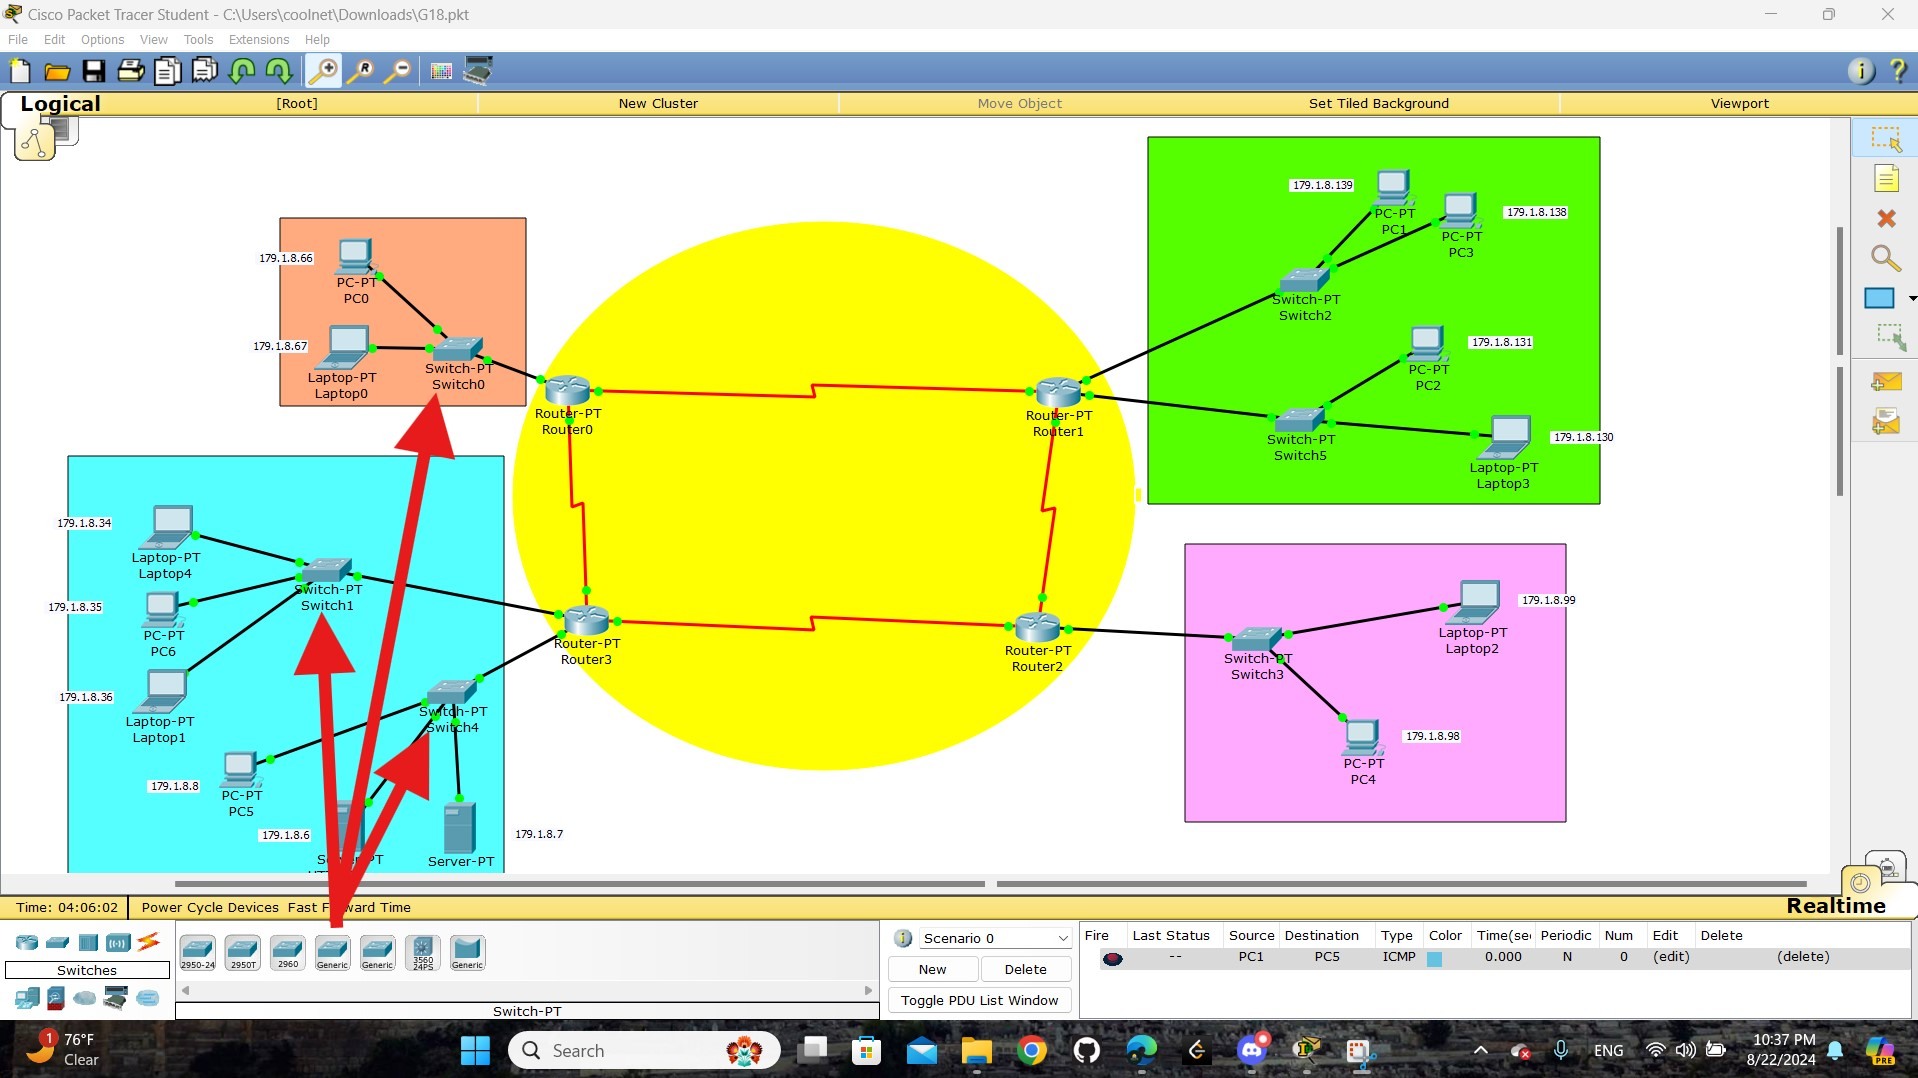 Cisco Packet Tracer Student - C:\Users\coolnet\Downloads\G18.pkt
File Edit Options View Tools Extensions Help
Logical [Root] New Cluster Move Object Set Tiled Background Viewport
179.1.8.66
PC-PT
PC0
179.1.8.67
Laptop-PT
Laptop0
Switch-PT
Switch0
Router-PT
Router0
Router-PT
Router1
179.1.8.139
PC-PT
PC1
179.1.8.138
PC-PT
PC3
Switch-PT
Switch2
179.1.8.131
PC-PT
PC2
Switch-PT
Switch5
179.1.8.130
Laptop-PT
Laptop3
179.1.8.34
Laptop-PT
Laptop4
Switch-PT
Switch1
179.1.8.35
PC-PT
PC6
179.1.8.36
Laptop-PT
Laptop1
Router-PT
Router3
Router-PT
Router2
Switch-PT
Switch4
179.1.8.8
PC-PT
PC5
179.1.8.6
179.1.8.7
Server-PT
179.1.8.99
Laptop-PT
Laptop2
Switch-PT
Switch3
179.1.8.98
PC-PT
PC4
Time: 04:06:02 Power Cycle Devices Fast Forward Time
Realtime
Switches
2950-24 2950T 2960 Generic Generic 3560 24PS Generic
Switch-PT
Scenario 0
New Delete
Toggle PDU List Window
Fire Last Status Source Destination Type Color Time(sec Periodic Num Edit Delete
-- PC1 PC5 ICMP 0.000 N 0 (edit) (delete)
1
76°F
Clear
Search
ENG
10:37 PM
8/22/2024
PRE